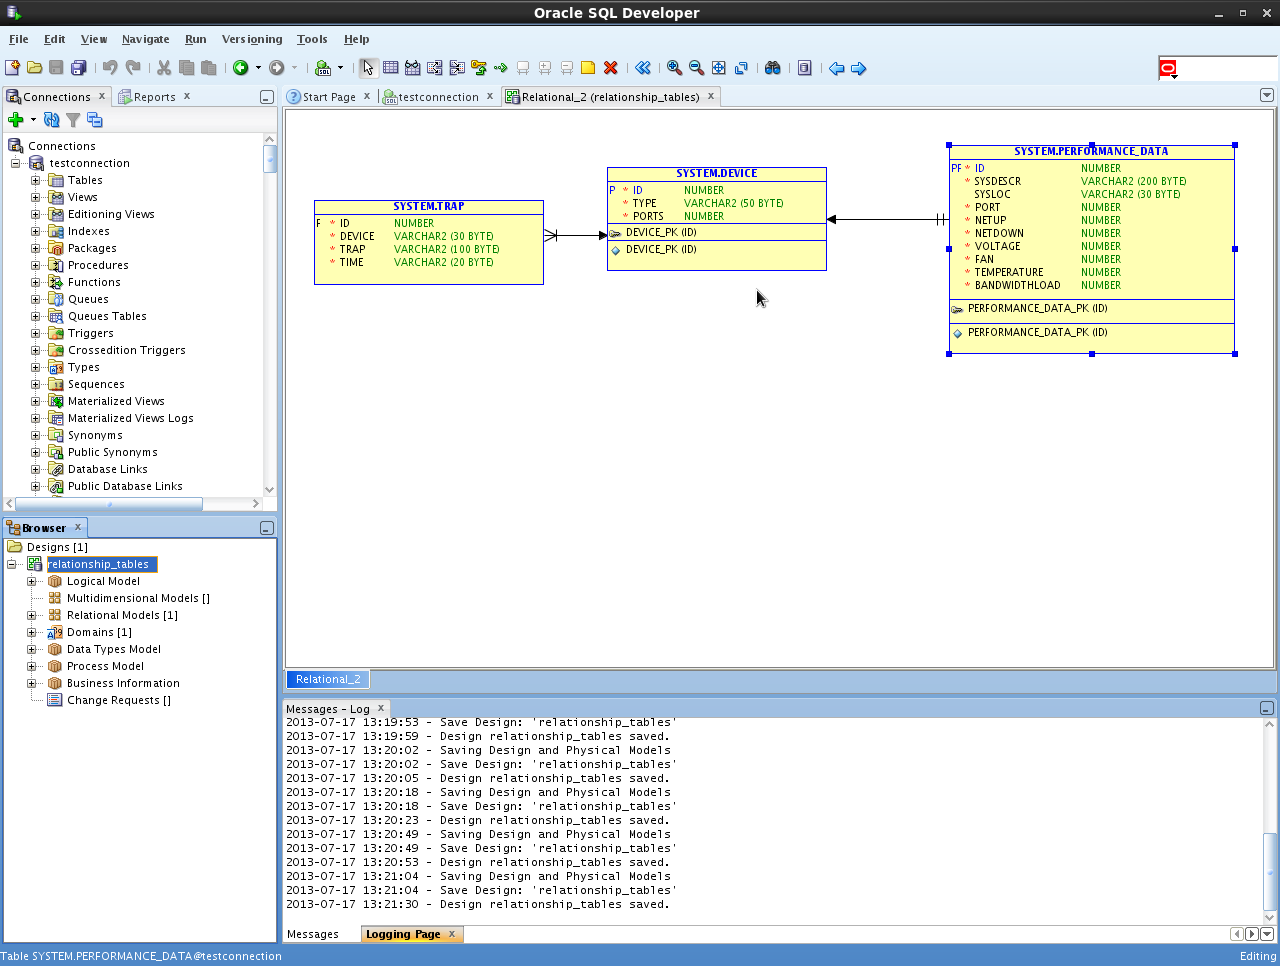 Oracle SQL Developer
File Edit View Navigate Run Versioning Tools Help
Connections
Reports
Start Page
testconnection
Relational_2 (relationship_tables)
Connections
testconnection
Tables
Views
Editioning Views
Indexes
Packages
Procedures
Functions
Queues
Queues Tables
Triggers
Crossedition Triggers
Types
Sequences
Materialized Views
Materialized Views Logs
Synonyms
Public Synonyms
Database Links
Public Database Links
SYSTEM.TRAP
F * ID NUMBER
* DEVICE VARCHAR2 (30 BYTE)
* TRAP VARCHAR2 (100 BYTE)
* TIME VARCHAR2 (20 BYTE)
SYSTEM.DEVICE
P * ID NUMBER
* TYPE VARCHAR2 (50 BYTE)
* PORTS NUMBER
DEVICE_PK (ID)
DEVICE_PK (ID)
SYSTEM.PERFORMANCE_DATA
PF * ID NUMBER
* SYSDESCR VARCHAR2 (200 BYTE)
SYSLOC VARCHAR2 (30 BYTE)
* PORT NUMBER
* NETUP NUMBER
* NETDOWN NUMBER
* VOLTAGE NUMBER
* FAN NUMBER
* TEMPERATURE NUMBER
* BANDWIDTHLOAD NUMBER
PERFORMANCE_DATA_PK (ID)
PERFORMANCE_DATA_PK (ID)
Relational_2
Browser
Designs [1]
relationship_tables
Logical Model
Multidimensional Models []
Relational Models [1]
Domains [1]
Data Types Model
Process Model
Business Information
Change Requests []
Messages - Log
2013-07-17 13:19:53 - Save Design: 'relationship_tables'
2013-07-17 13:19:59 - Design relationship_tables saved.
2013-07-17 13:20:02 - Saving Design and Physical Models
2013-07-17 13:20:02 - Save Design: 'relationship_tables'
2013-07-17 13:20:05 - Design relationship_tables saved.
2013-07-17 13:20:18 - Saving Design and Physical Models
2013-07-17 13:20:18 - Save Design: 'relationship_tables'
2013-07-17 13:20:23 - Design relationship_tables saved.
2013-07-17 13:20:49 - Saving Design and Physical Models
2013-07-17 13:20:49 - Save Design: 'relationship_tables'
2013-07-17 13:20:53 - Design relationship_tables saved.
2013-07-17 13:21:04 - Saving Design and Physical Models
2013-07-17 13:21:04 - Save Design: 'relationship_tables'
2013-07-17 13:21:30 - Design relationship_tables saved.
Messages
Logging Page
Table SYSTEM.PERFORMANCE_DATA@testconnection
Editing